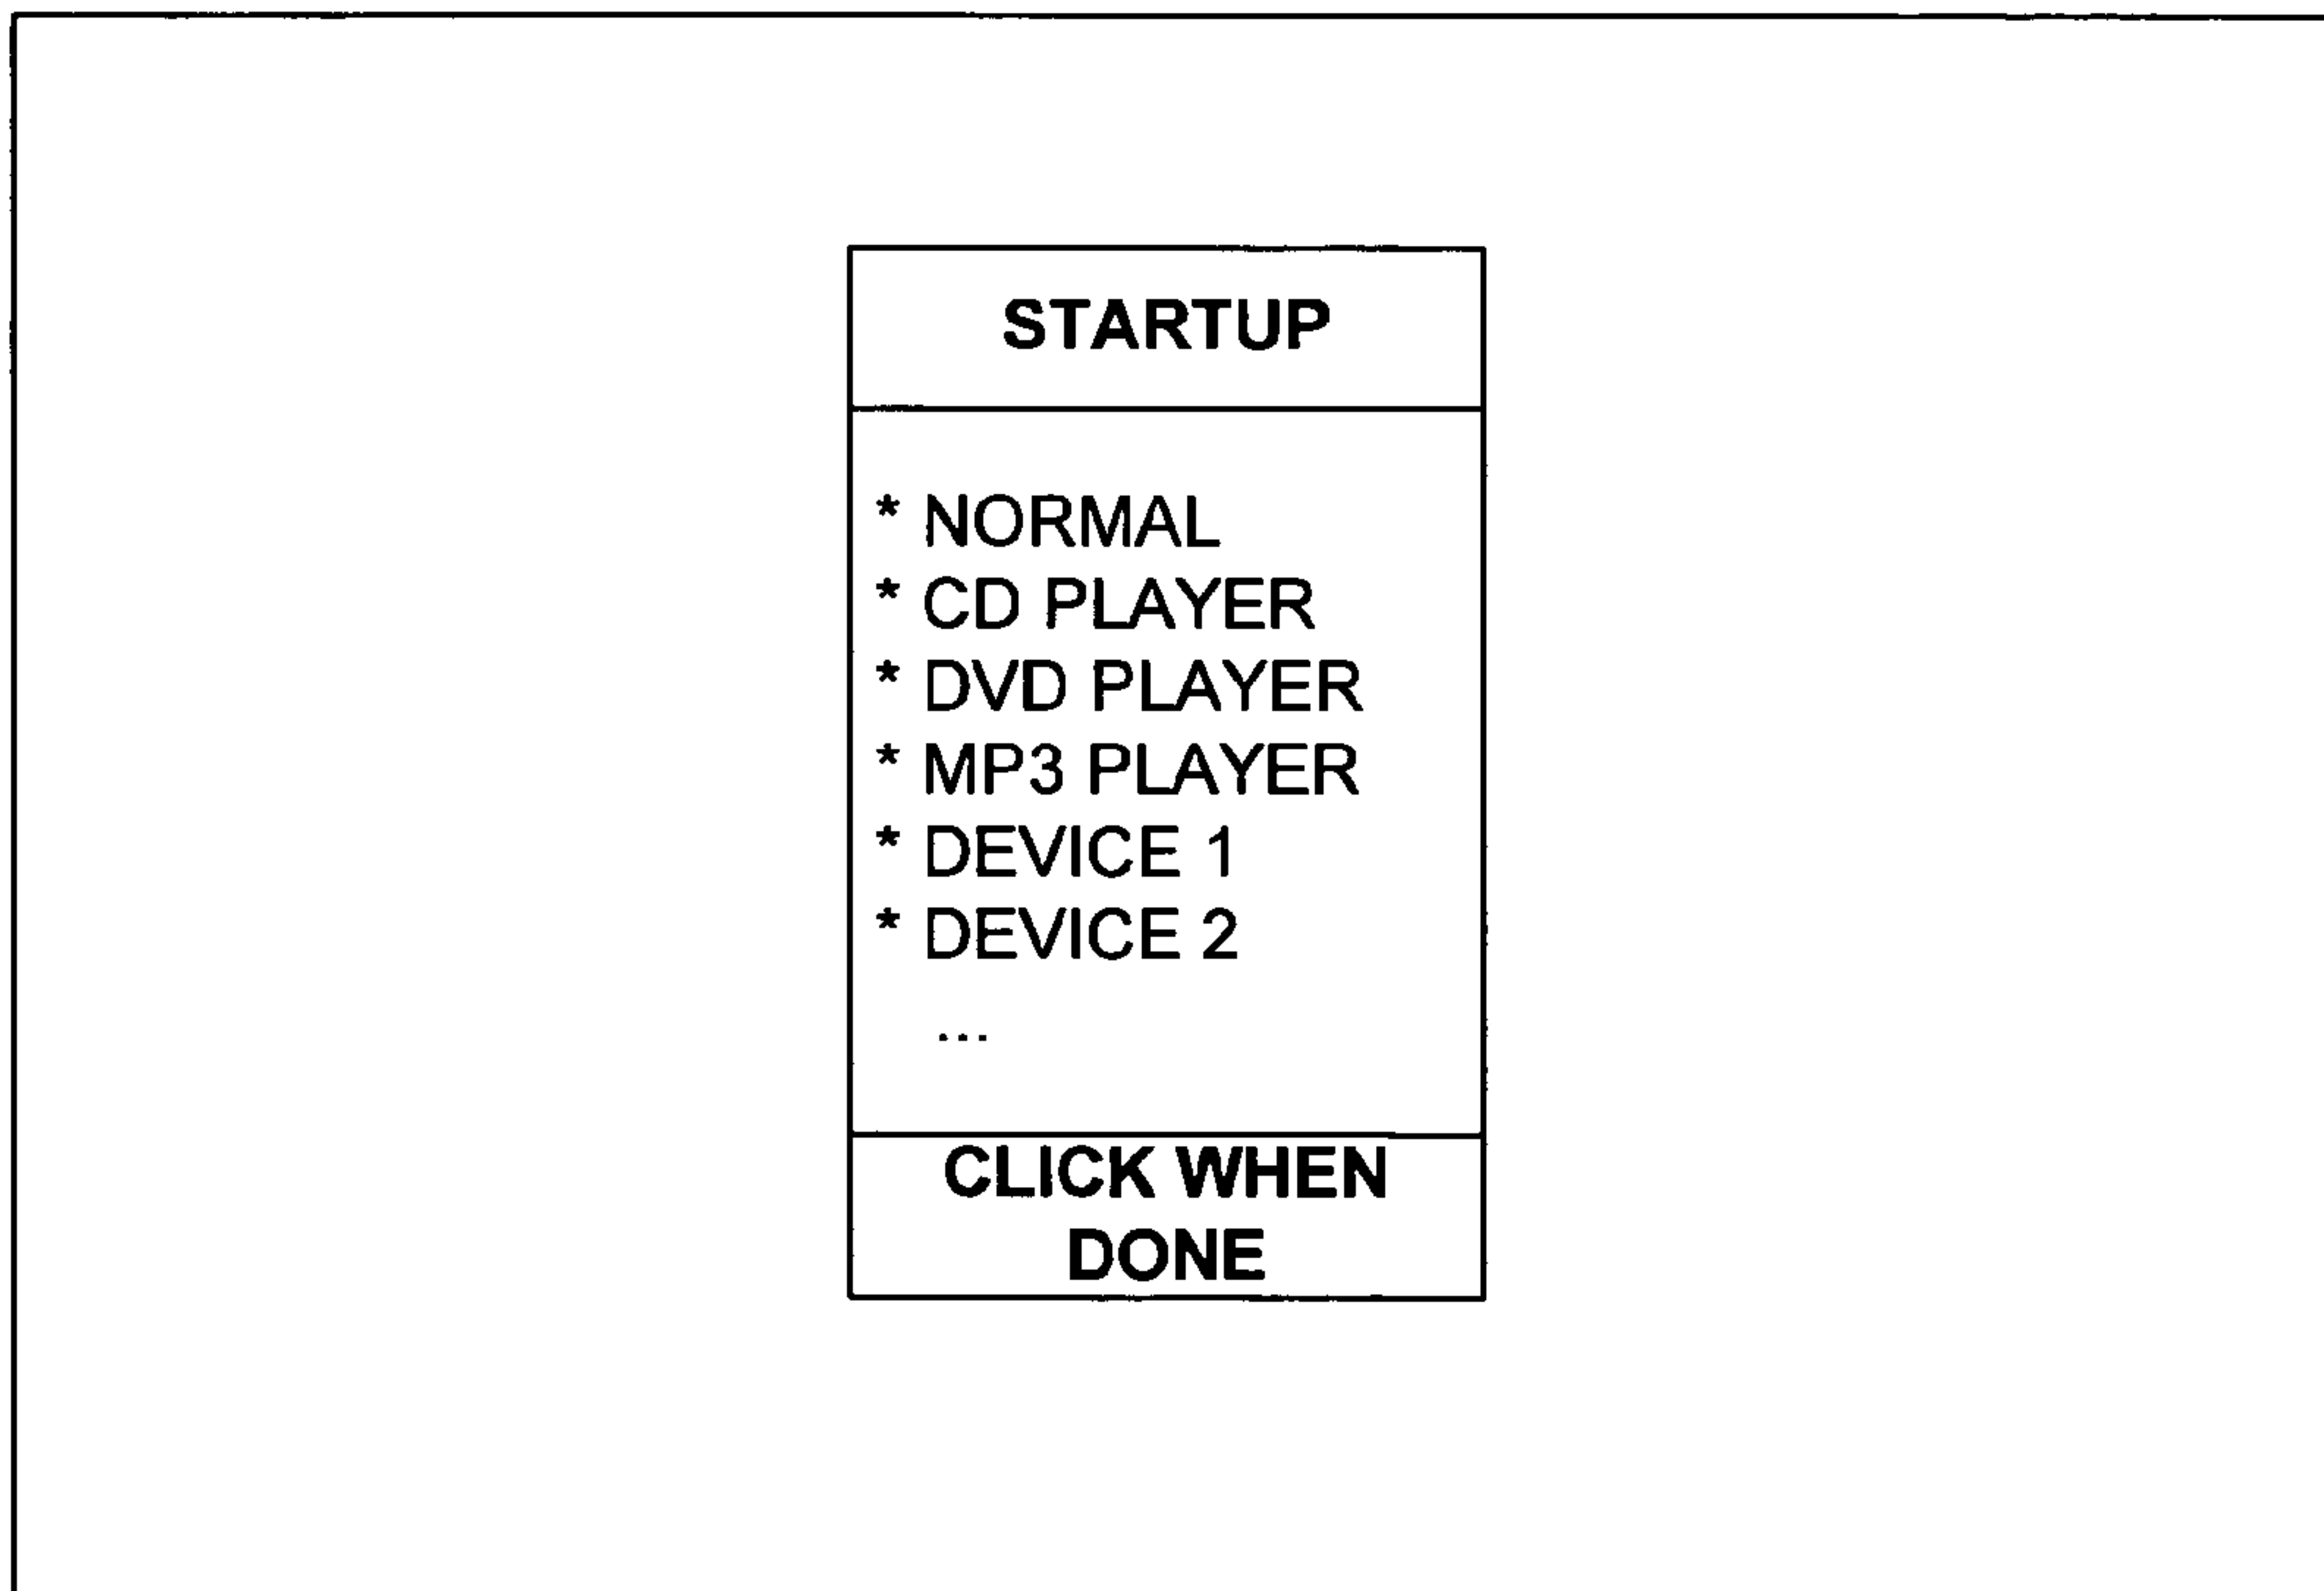 STARTUP
* NORMAL
* CD PLAYER
* DVD PLAYER
* MP3 PLAYER
* DEVICE 1
* DEVICE 2
...
CLICK WHEN
DONE